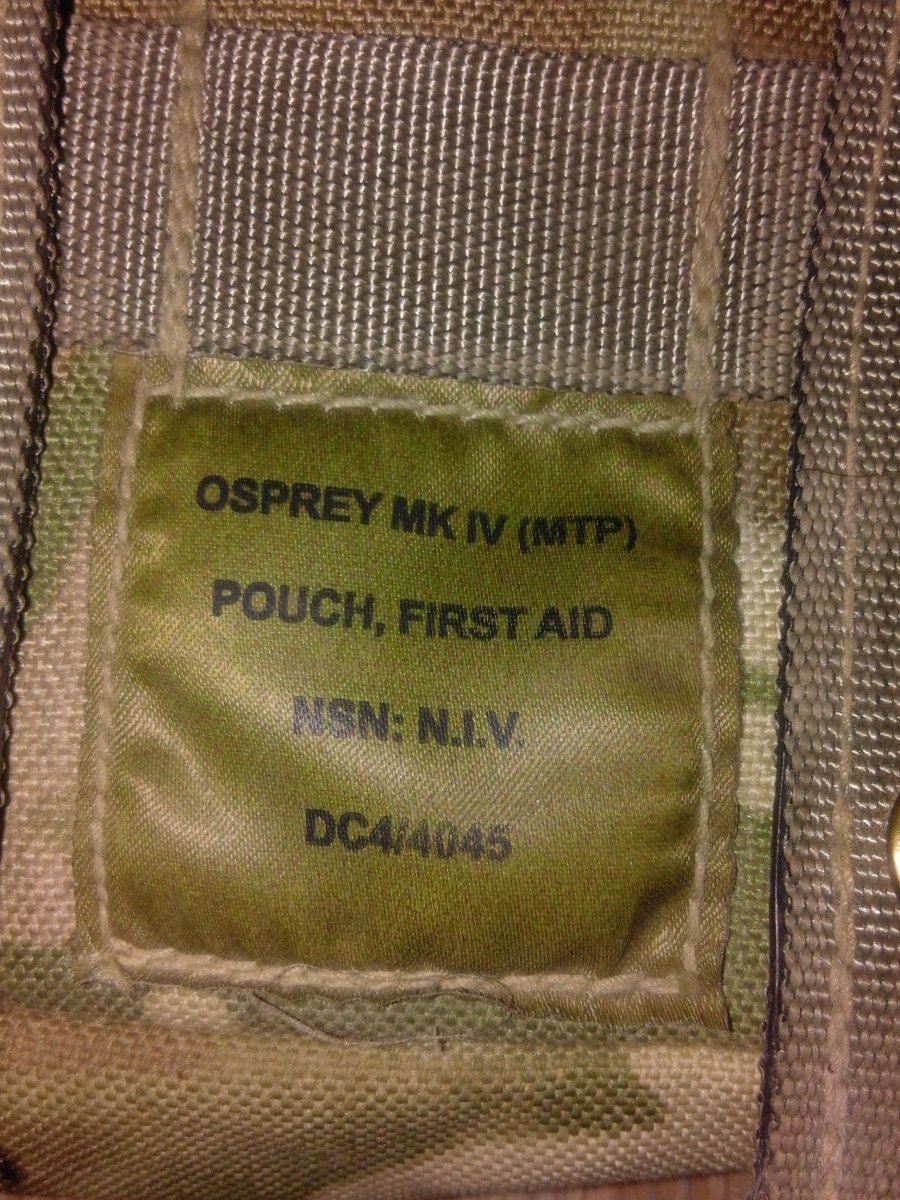 OSPREY MK IV (MTP)
POUCH, FIRST AID
NSN: N.I.V.
DC4/4045